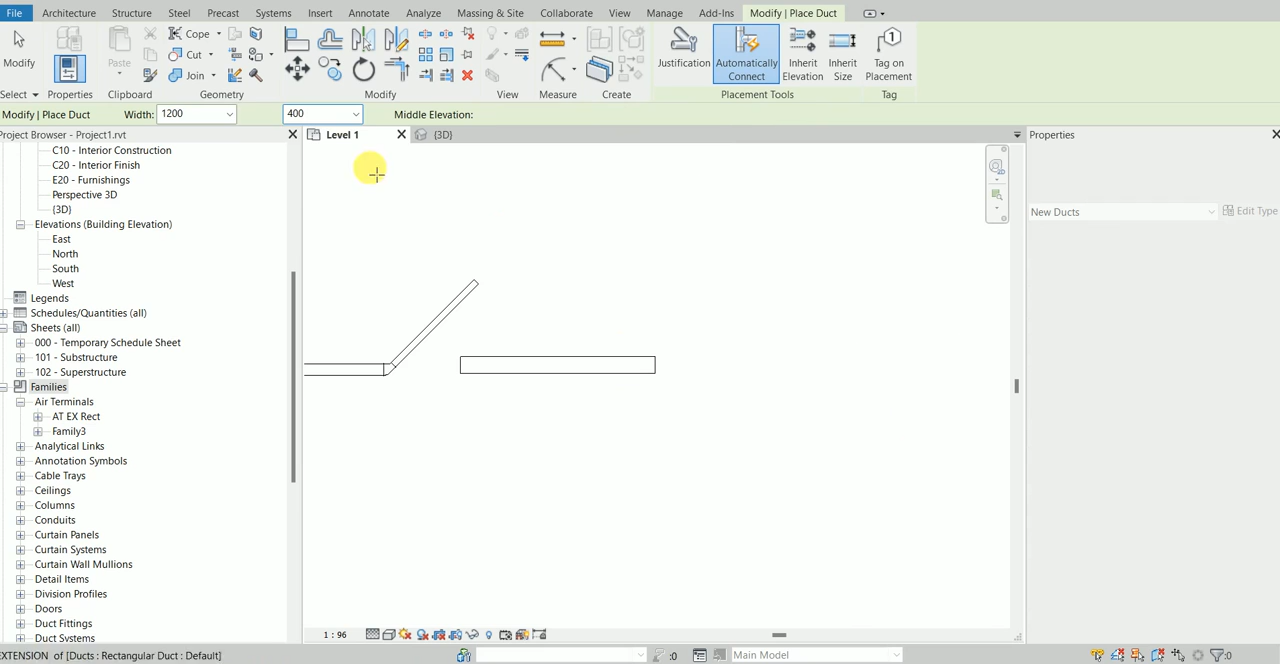 File Architecture Structure Steel Precast Systems Insert Annotate Analyze Massing & Site Collaborate View Manage Add-Ins Modify | Place Duct
Modify Paste Cope Cut Join Justification Automatically Connect Inherit Elevation Inherit Size Tag on Placement
Select Properties Clipboard Geometry Modify View Measure Create Placement Tools Tag
Modify | Place Duct Width: 1200 400 Middle Elevation:
Project Browser - Project1.rvt Level 1 {3D} Properties
C10 - Interior Construction
C20 - Interior Finish
E20 - Furnishings
Perspective 3D
{3D}
New Ducts Edit Type
Elevations (Building Elevation)
East
North
South
West
Legends
Schedules/Quantities (all)
Sheets (all)
000 - Temporary Schedule Sheet
101 - Substructure
102 - Superstructure
Families
Air Terminals
AT EX Rect
Family3
Analytical Links
Annotation Symbols
Cable Trays
Ceilings
Columns
Conduits
Curtain Panels
Curtain Systems
Curtain Wall Mullions
Detail Items
Division Profiles
Doors
Duct Fittings
Duct Systems
1 : 96
EXTENSION of [Ducts : Rectangular Duct : Default] :0 Main Model :0